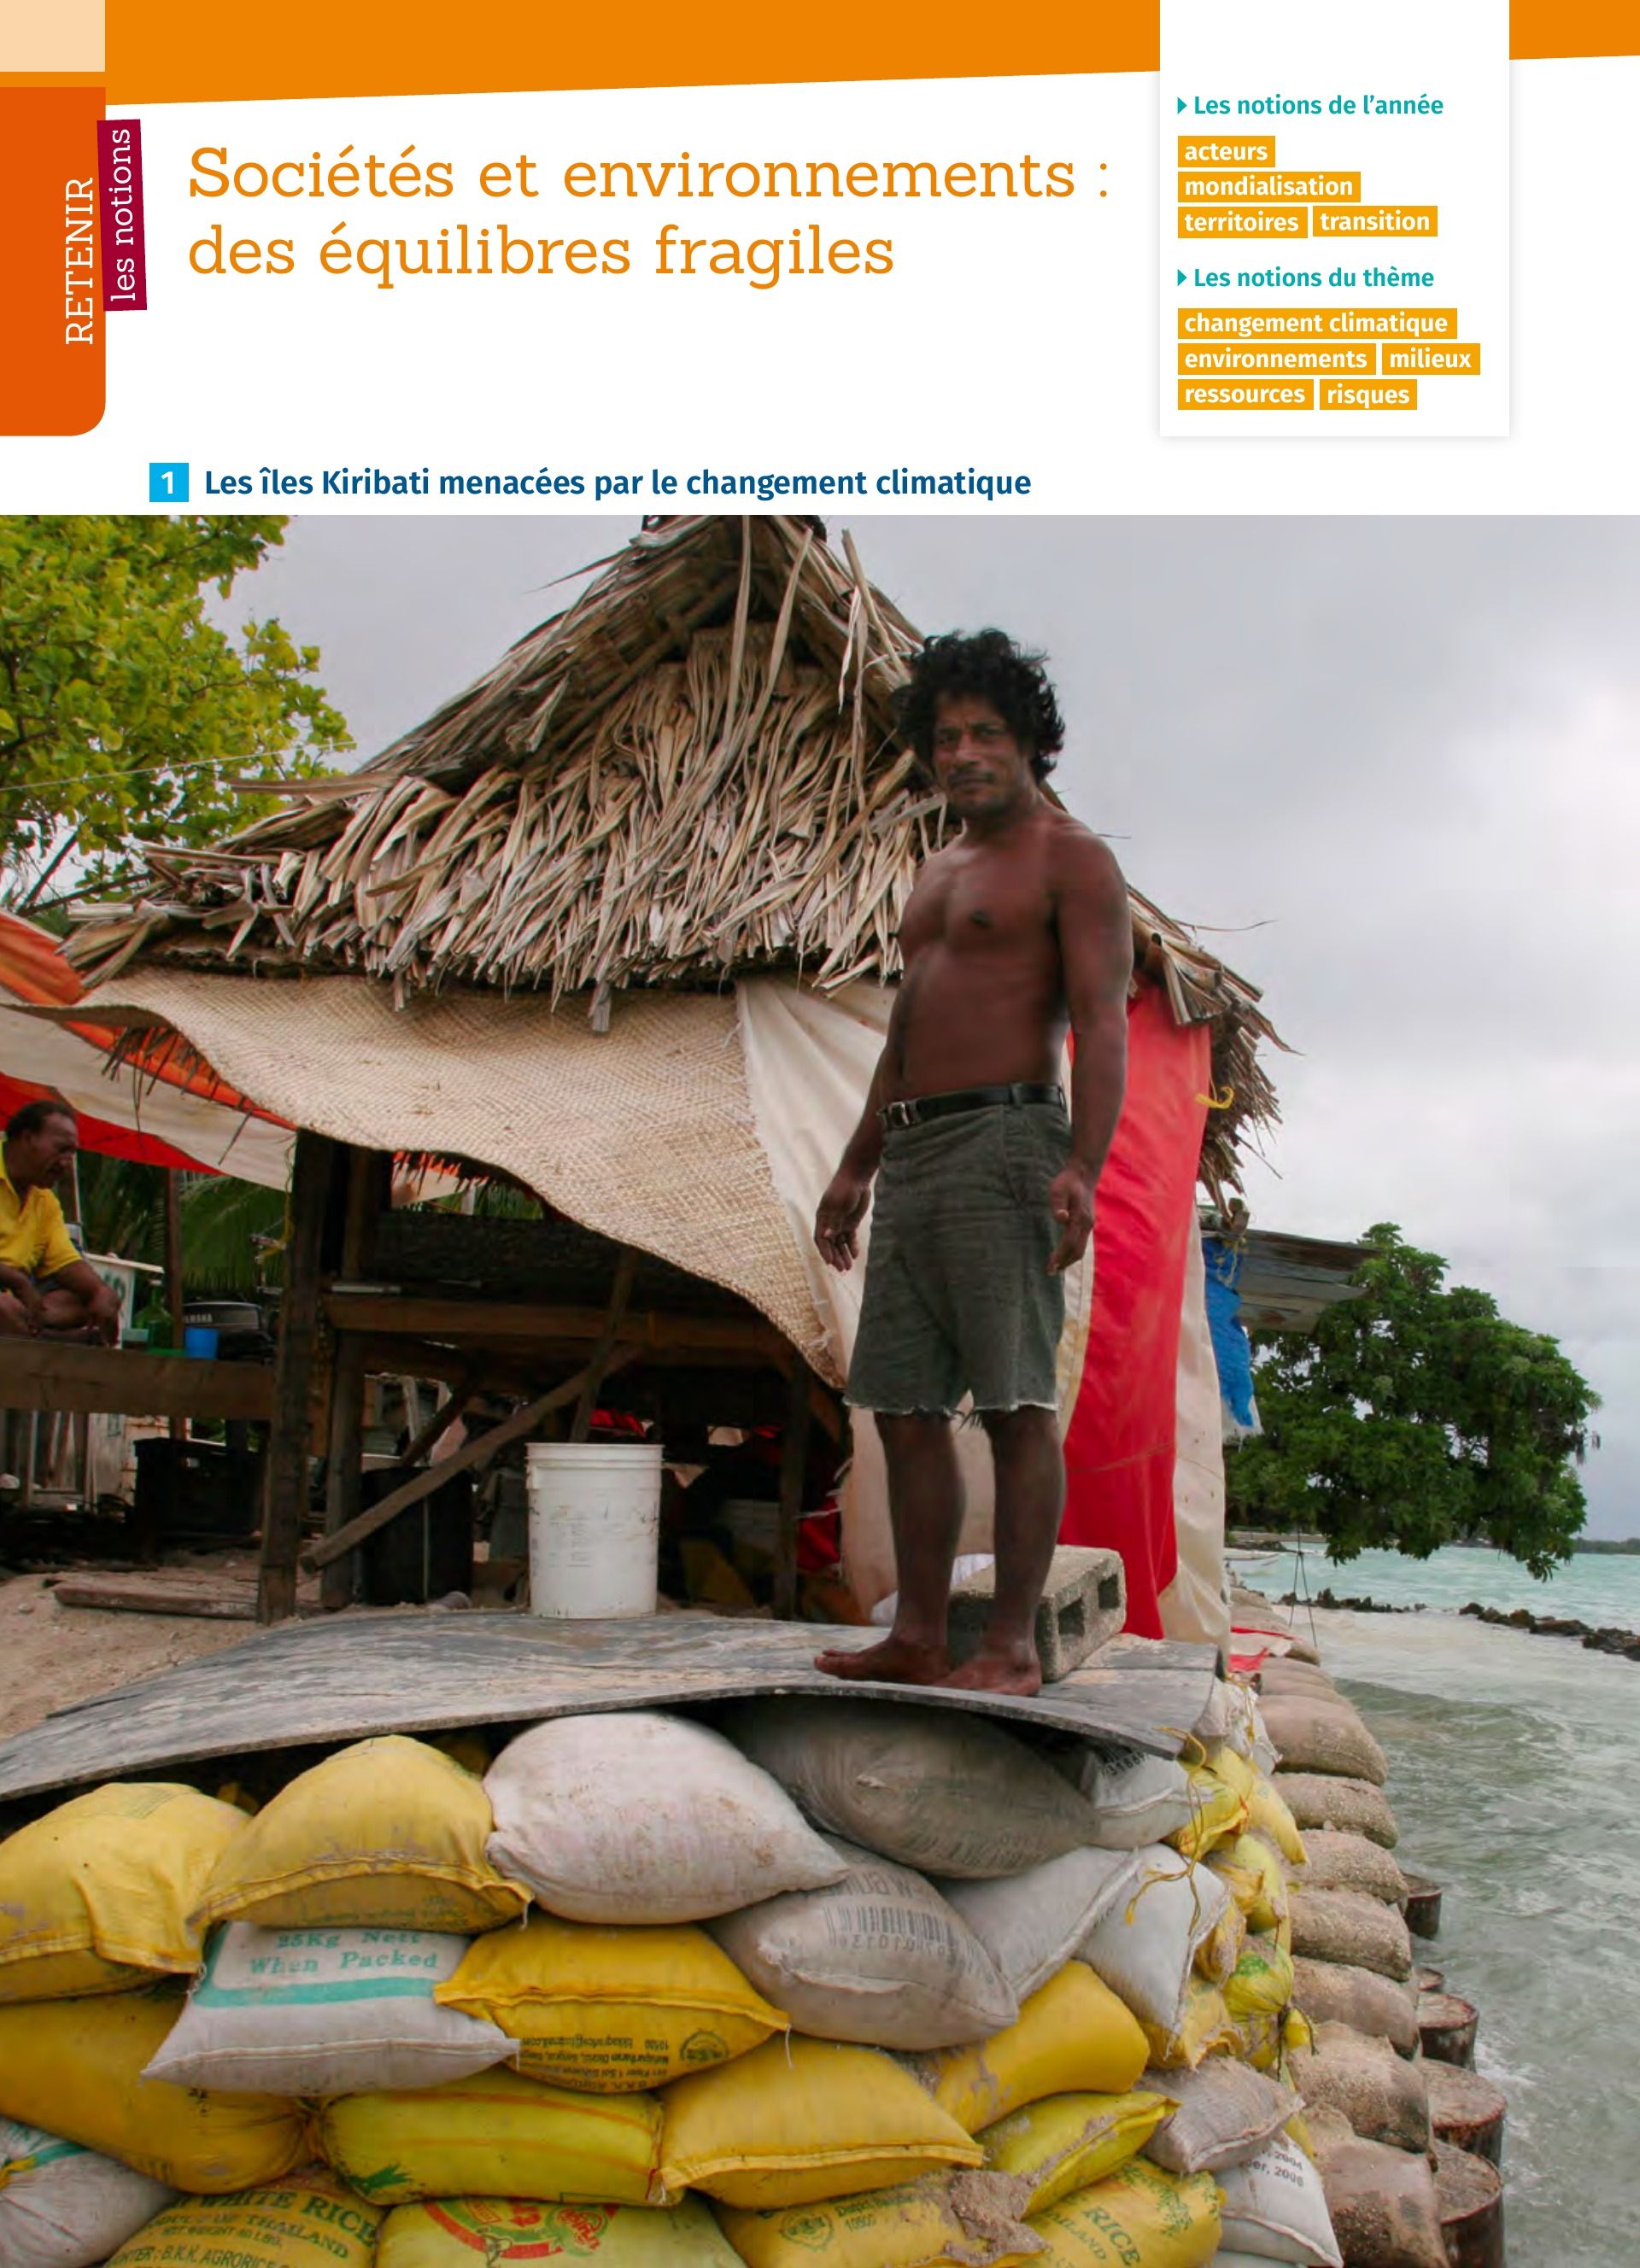 RETENIR
les notions
Sociétés et environnements :
des équilibres fragiles
Les notions de l'année
acteurs
mondialisation
territoires transition
Les notions du thème
changement climatique
environnements milieux
ressources risques
1 Les îles Kiribati menacées par le changement climatique
YAMAHA
25Kg Nett
When Packed
WHITE RICE
THAILAND
RICE